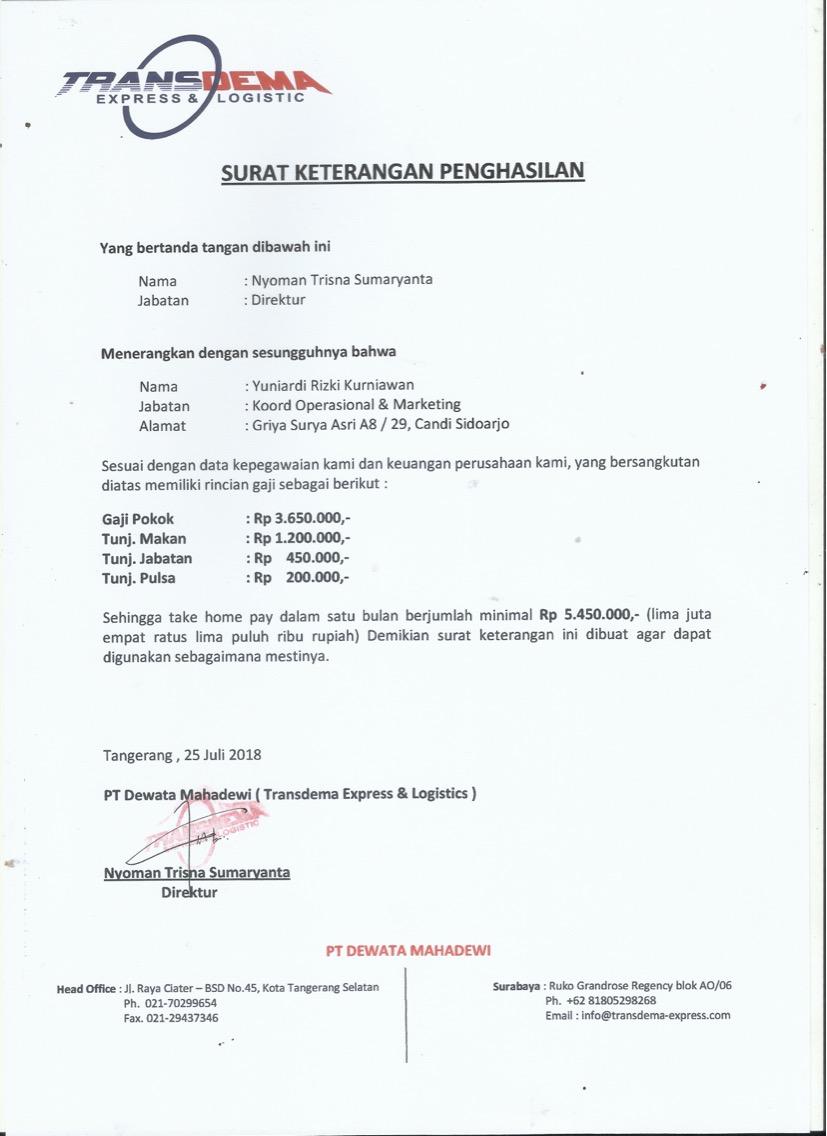 TRANSDEMA
EXPRESS & LOGISTIC
SURAT KETERANGAN PENGHASILAN
Yang bertanda tangan dibawah ini
Nama : Nyoman Trisna Sumaryanta
Jabatan : Direktur
Menerangkan dengan sesungguhnya bahwa
Nama : Yuniardi Rizki Kurniawan
Jabatan : Koord Operasional & Marketing
Alamat : Griya Surya Asri A8 / 29, Candi Sidoarjo
Sesuai dengan data kepegawaian kami dan keuangan perusahaan kami, yang bersangkutan
diatas memiliki rincian gaji sebagai berikut :
Gaji Pokok : Rp 3.650.000,-
Tunj. Makan : Rp 1.200.000,-
Tunj. Jabatan : Rp 450.000,-
Tunj. Pulsa : Rp 200.000,-
Sehingga take home pay dalam satu bulan berjumlah minimal Rp 5.450.000,- (lima juta
empat ratus lima puluh ribu rupiah) Demikian surat keterangan ini dibuat agar dapat
digunakan sebagaimana mestinya.
Tangerang , 25 Juli 2018
PT Dewata Mahadewi ( Transdema Express & Logistics )
TRANSDEMA
LOGISTIC
Nyoman Trisna Sumaryanta
Direktur
PT DEWATA MAHADEWI
Head Office : Jl. Raya Ciater – BSD No.45, Kota Tangerang Selatan
Ph. 021-70299654
Fax. 021-29437346
Surabaya : Ruko Grandrose Regency blok AO/06
Ph. +62 81805298268
Email : info@transdema-express.com